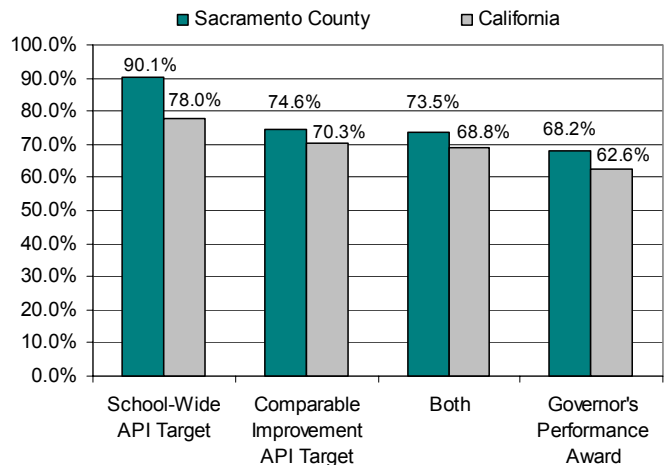 Sacramento County California
100.0%
90.0%
80.0%
70.0%
60.0%
50.0%
40.0%
30.0%
20.0%
10.0%
0.0%
90.1%
78.0%
74.6%
70.3%
73.5%
68.8%
68.2%
62.6%
School-Wide
API Target
Comparable
Improvement
API Target
Both
Governor's
Performance
Award